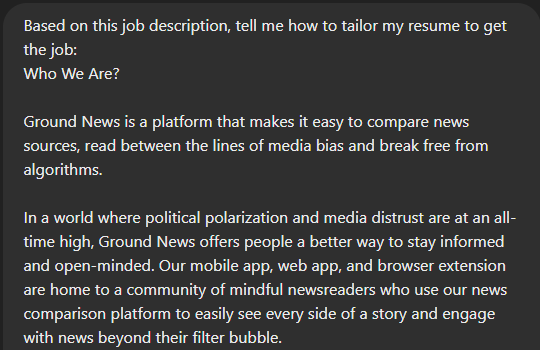 Based on this job description, tell me how to tailor my resume to get
the job:
Who We Are?
Ground News is a platform that makes it easy to compare news
sources, read between the lines of media bias and break free from
algorithms.
In a world where political polarization and media distrust are at an all-
time high, Ground News offers people a better way to stay informed
and open-minded. Our mobile app, web app, and browser extension
are home to a community of mindful newsreaders who use our news
comparison platform to easily see every side of a story and engage
with news beyond their filter bubble.